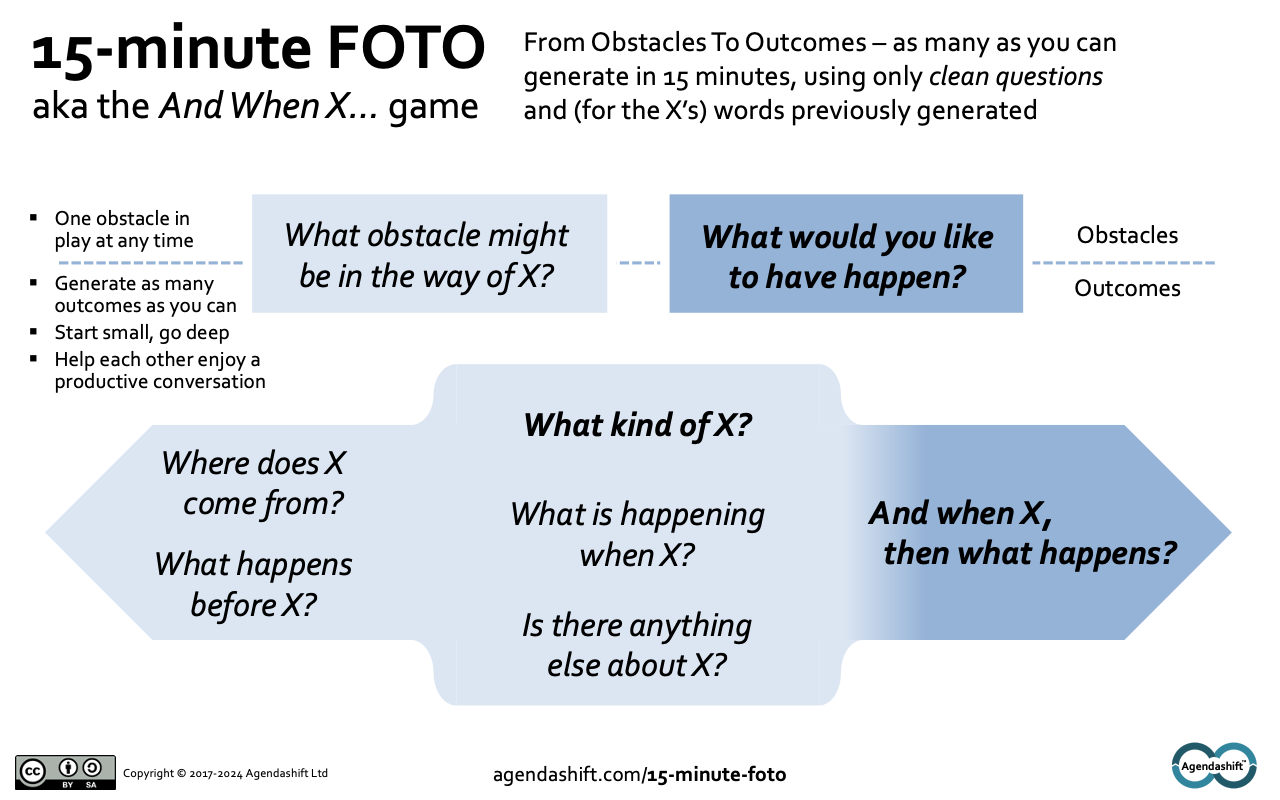 15-minute FOTO
aka the And When X... game
From Obstacles To Outcomes – as many as you can
generate in 15 minutes, using only clean questions
and (for the X’s) words previously generated
▪ One obstacle in
play at any time
▪ Generate as many
outcomes as you can
▪ Start small, go deep
▪ Help each other enjoy a
productive conversation
What obstacle might
be in the way of X?
What would you like
to have happen?
Obstacles
Outcomes
Where does X
come from?
What happens
before X?
What kind of X?
What is happening
when X?
Is there anything
else about X?
And when X,
then what happens?
cc
BY SA
Copyright © 2017-2024 Agendashift Ltd
agendashift.com/15-minute-foto
Agendashift™